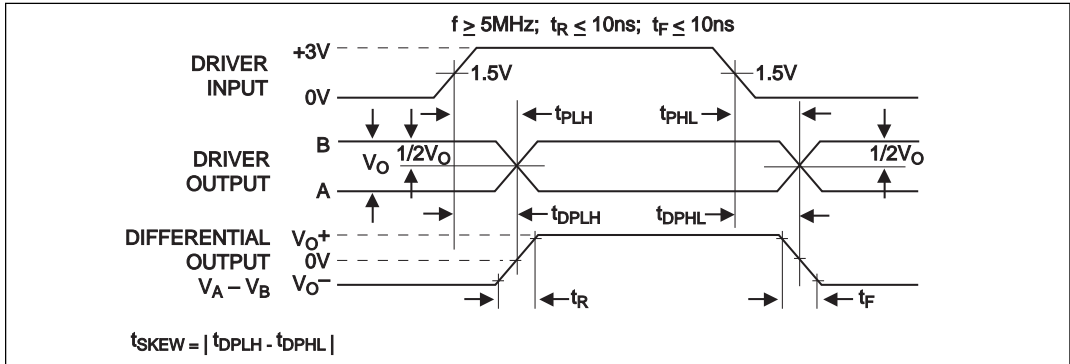 f ≥ 5MHz; tR ≤ 10ns; tF ≤ 10ns
DRIVER
INPUT
+3V
0V
1.5V
1.5V
tPLH
tPHL
DRIVER
OUTPUT
B
A
VO
1/2VO
1/2VO
tDPLH
tDPHL
DIFFERENTIAL
OUTPUT
VA – VB
VO+
0V
VO–
tR
tF
tSKEW = | tDPLH - tDPHL |